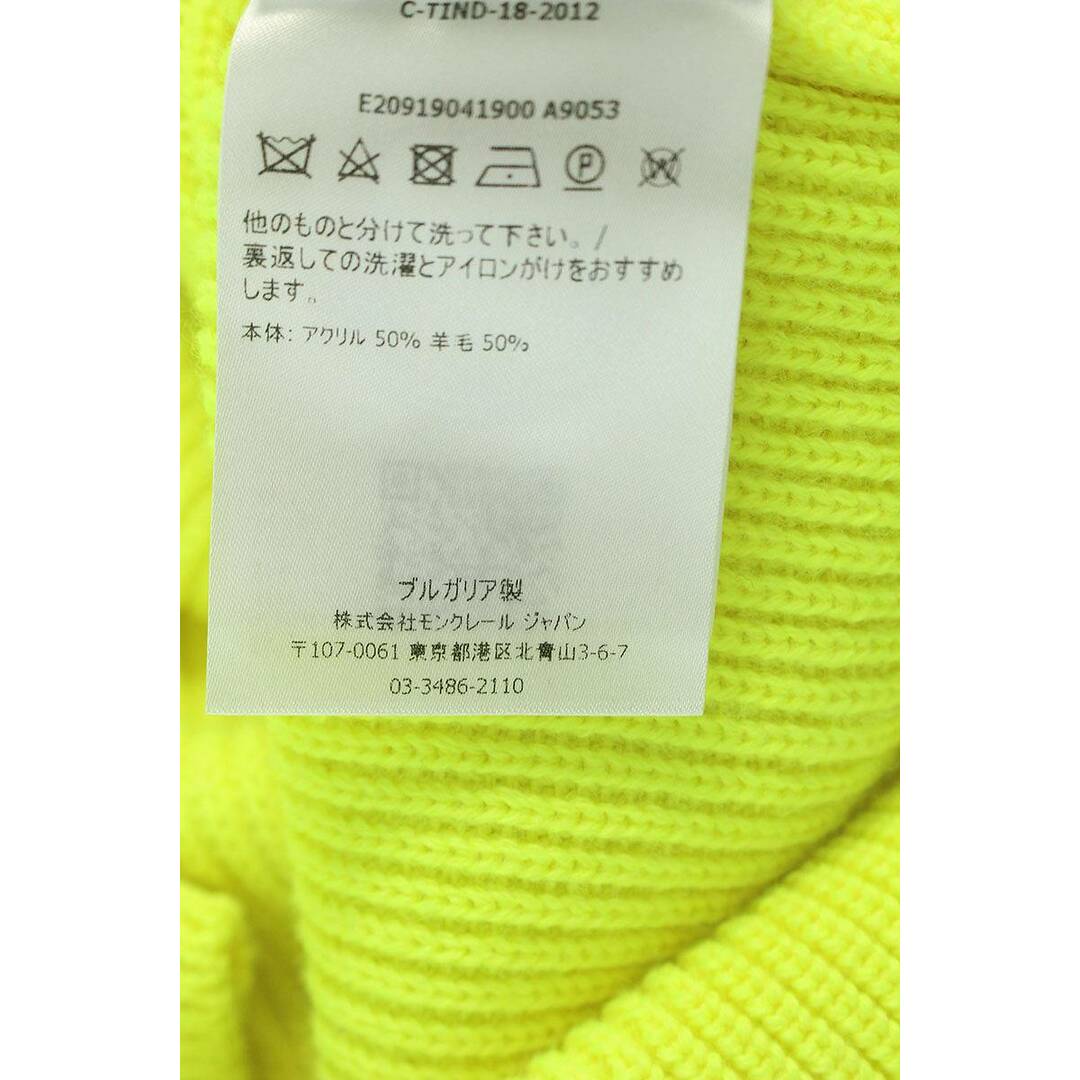 C-TIND-18-2012
E20919041900 A9053
P W
他のものと分けて洗って下さい。/
裏返しての洗濯とアイロンがけをおすすめ
します。
本体: アクリル 50% 羊毛 50%
ブルガリア製
株式会社モンクレール ジャパン
〒107-0061 東京都港区北青山3-6-7
03-3486-2110